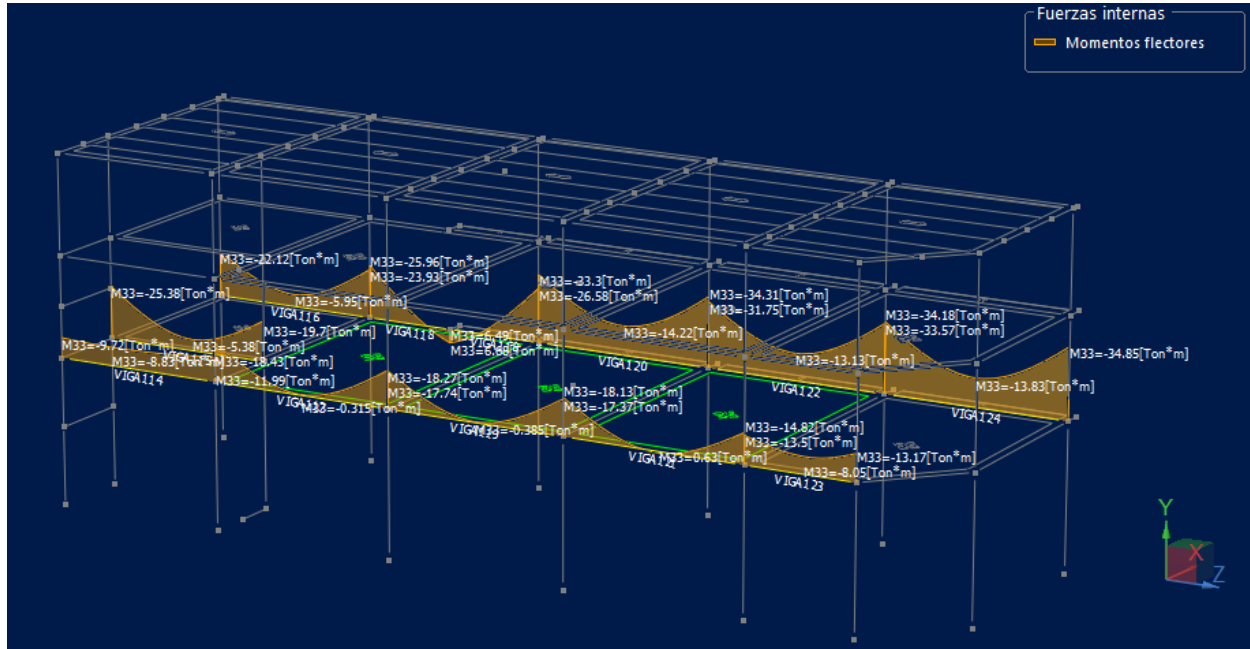 Fuerzas internas
Momentos flectores
M33=-22.12[Ton*m]
M33=-25.96[Ton*m]
M33=-23.93[Ton*m]
M33=-33.3[Ton*m]
M33=-26.58[Ton*m]
M33=-25.38[Ton*m]
M33=-5.95[Ton*m]
M33=-34.31[Ton*m]
M33=-31.75[Ton*m]
VIGA116
M33=-34.18[Ton*m]
M33=-33.57[Ton*m]
M33=-19.7[Ton*m]
VIGA118
M33=-14.22[Ton*m]
M33=-9.72[Ton*m]
M33=-5.38[Ton*m]
M33=-34.85[Ton*m]
M33=-8.83[Ton*m]
M33=-18.43[Ton*m]
VIGA120
M33=-13.13[Ton*m]
VIGA114
M33=-11.99[Ton*m]
M33=-18.27[Ton*m]
M33=-17.74[Ton*m]
M33=-18.13[Ton*m]
M33=-17.37[Ton*m]
VIGA122
M33=-13.83[Ton*m]
VIGA124
M33=-0.315[Ton*m]
M33=-0.385[Ton*m]
M33=-14.82[Ton*m]
M33=-13.5[Ton*m]
M33=0.63[Ton*m]
M33=-13.17[Ton*m]
M33=-8.05[Ton*m]
VIGA123
Y
X
Z